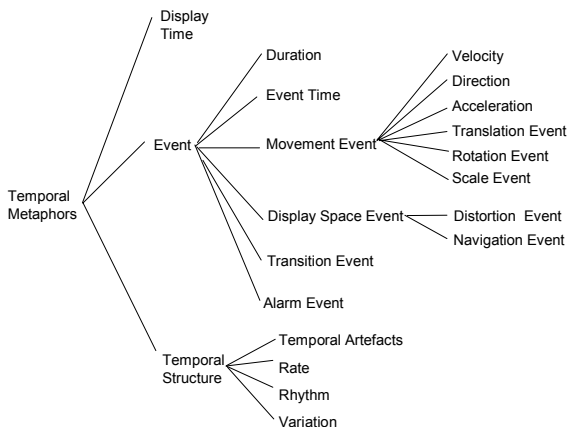 Display
Time
Duration
Velocity
Direction
Event Time
Acceleration
Translation Event
Event
Movement Event
Rotation Event
Scale Event
Temporal
Metaphors
Display Space Event
Distortion Event
Navigation Event
Transition Event
Alarm Event
Temporal Artefacts
Temporal
Structure
Rate
Rhythm
Variation